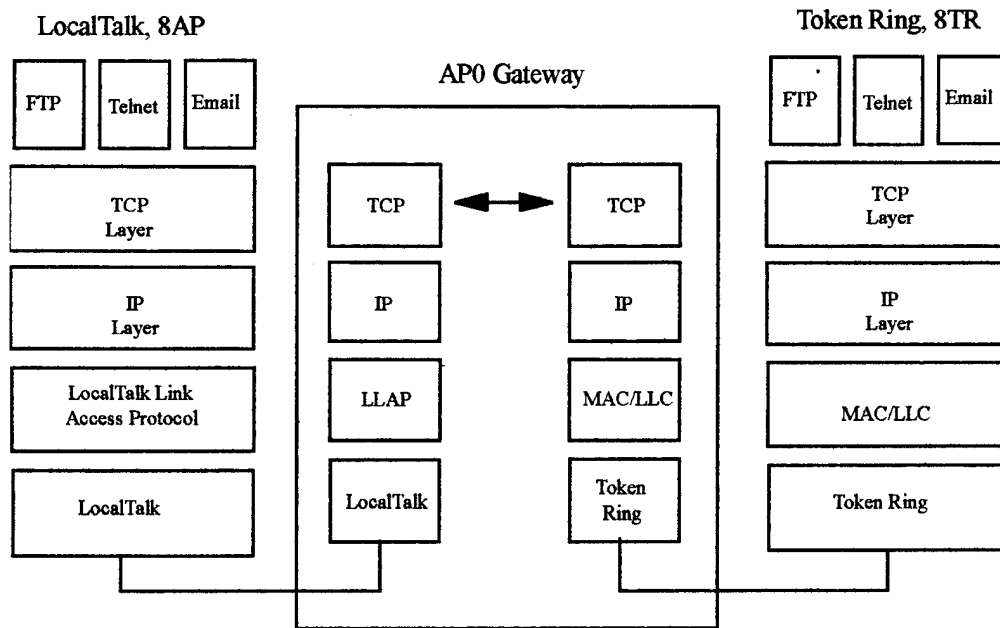 LocalTalk, 8AP
FTP
Telnet
Email
TCP
Layer
IP
Layer
LocalTalk Link
Access Protocol
LocalTalk
AP0 Gateway
TCP
TCP
IP
IP
LLAP
MAC/LLC
LocalTalk
Token
Ring
Token Ring, 8TR
FTP
Telnet
Email
TCP
Layer
IP
Layer
MAC/LLC
Token Ring